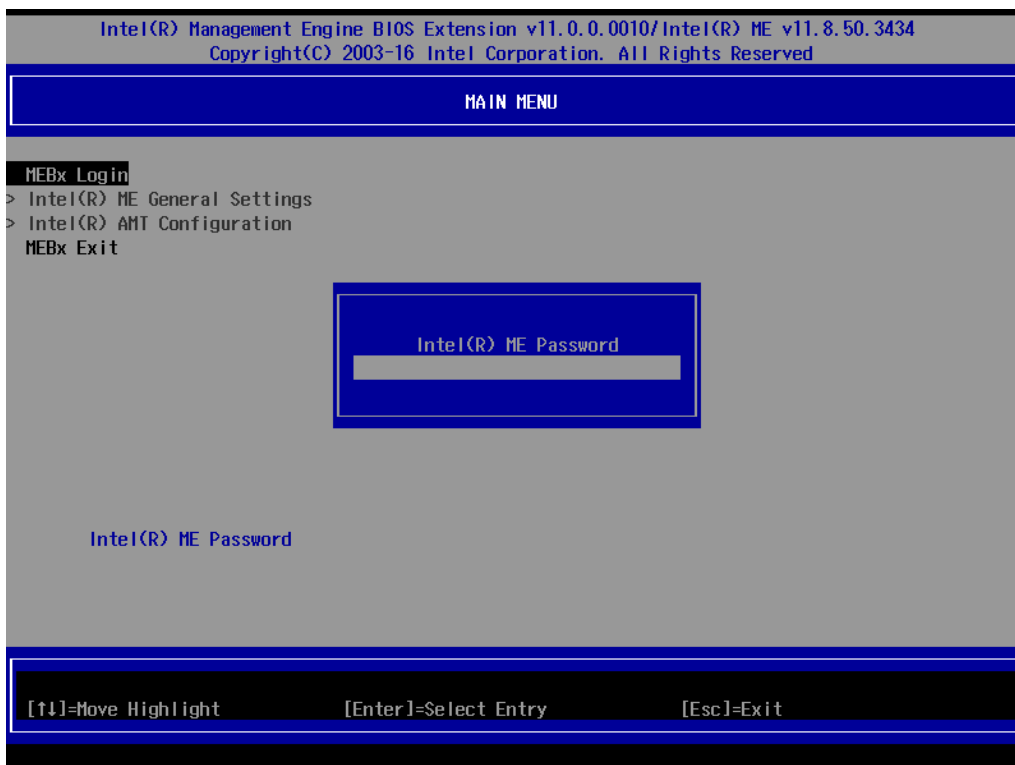 Intel(R) Management Engine BIOS Extension v11.0.0.0010/Intel(R) ME v11.8.50.3434
Copyright(C) 2003-16 Intel Corporation. All Rights Reserved
MAIN MENU
MEBx Login
> Intel(R) ME General Settings
> Intel(R) AMT Configuration
MEBx Exit
Intel(R) ME Password
Intel(R) ME Password
[↑↓]=Move Highlight [Enter]=Select Entry [Esc]=Exit